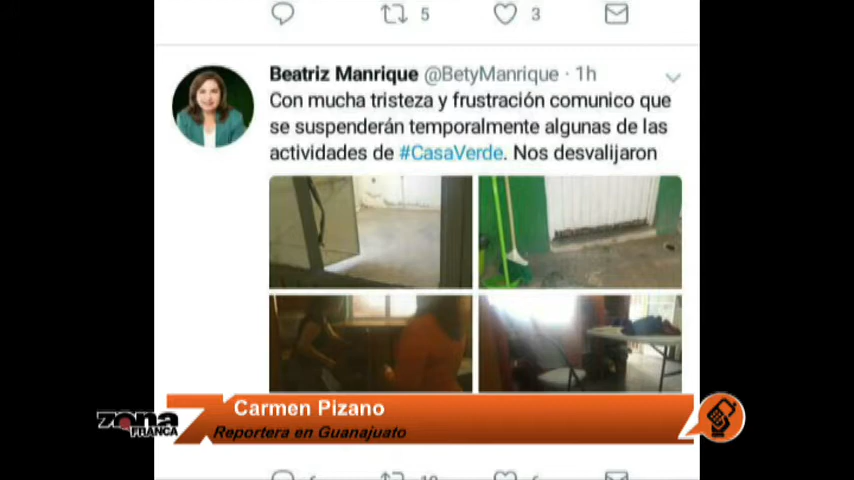 5 3
Beatriz Manrique @BetyManrique · 1h
Con mucha tristeza y frustración comunico que
se suspenderán temporalmente algunas de las
actividades de #CasaVerde. Nos desvalijaron
Carmen Pizano
Reportera en Guanajuato
zona
FRANCA